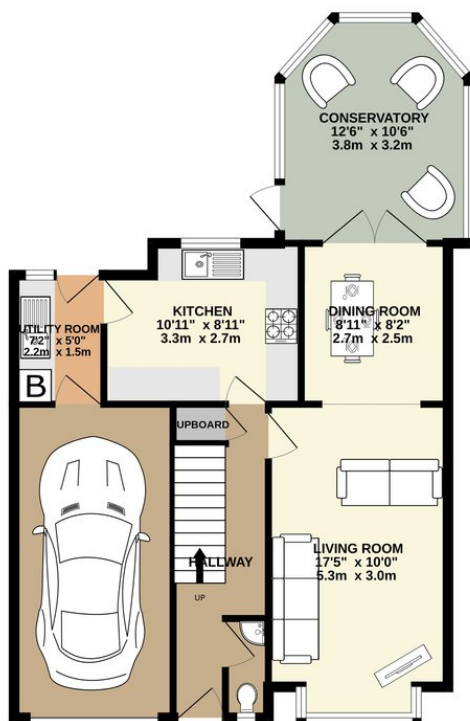 CONSERVATORY
12'6" x 10'6"
3.8m x 3.2m
KITCHEN
10'11" x 8'11"
3.3m x 2.7m
DINING ROOM
8'11" x 8'2"
2.7m x 2.5m
UTILITY ROOM
7'2" x 5'0"
2.2m x 1.5m
B
UPBOARD
HALLWAY
UP
LIVING ROOM
17'5" x 10'0"
5.3m x 3.0m